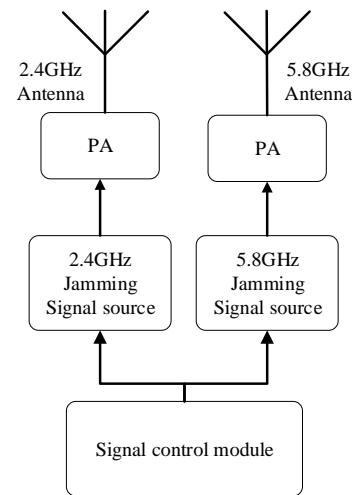 2.4GHz
Antenna
5.8GHz
Antenna
PA
PA
2.4GHz
Jamming
Signal source
5.8GHz
Jamming
Signal source
Signal control module